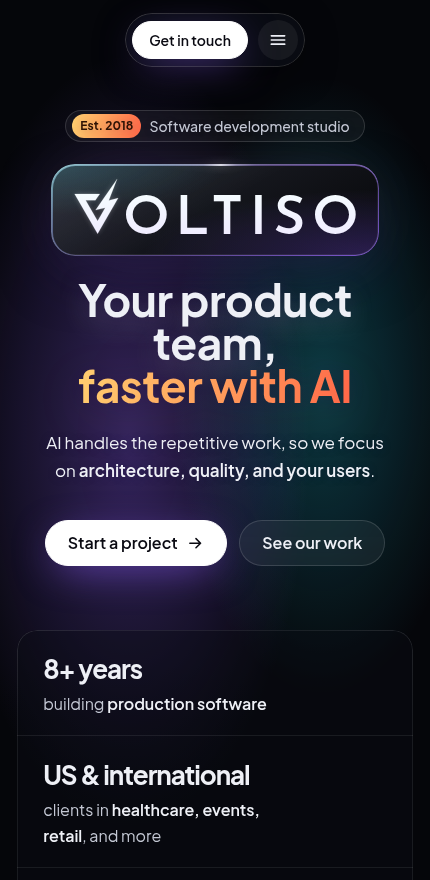 Get in touch
Est. 2018 Software development studio
VOLTISO
Your product
team,
faster with AI
AI handles the repetitive work, so we focus
on architecture, quality, and your users.
Start a project → See our work
8+ years
building production software
US & international
clients in healthcare, events,
retail, and more